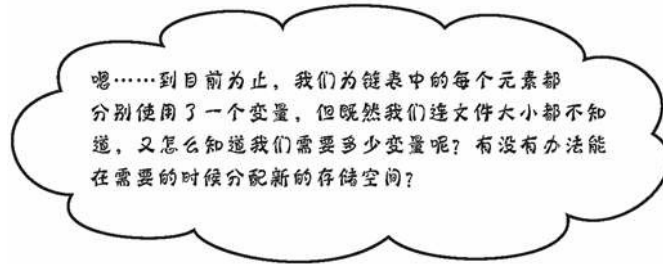 嗯……到目前为止，我们为链表中的每个元素都
分别使用了一个变量，但既然我们连文件大小都不知
道，又怎么知道我们需要多少变量呢？有没有办法能
在需要的时候分配新的存储空间？